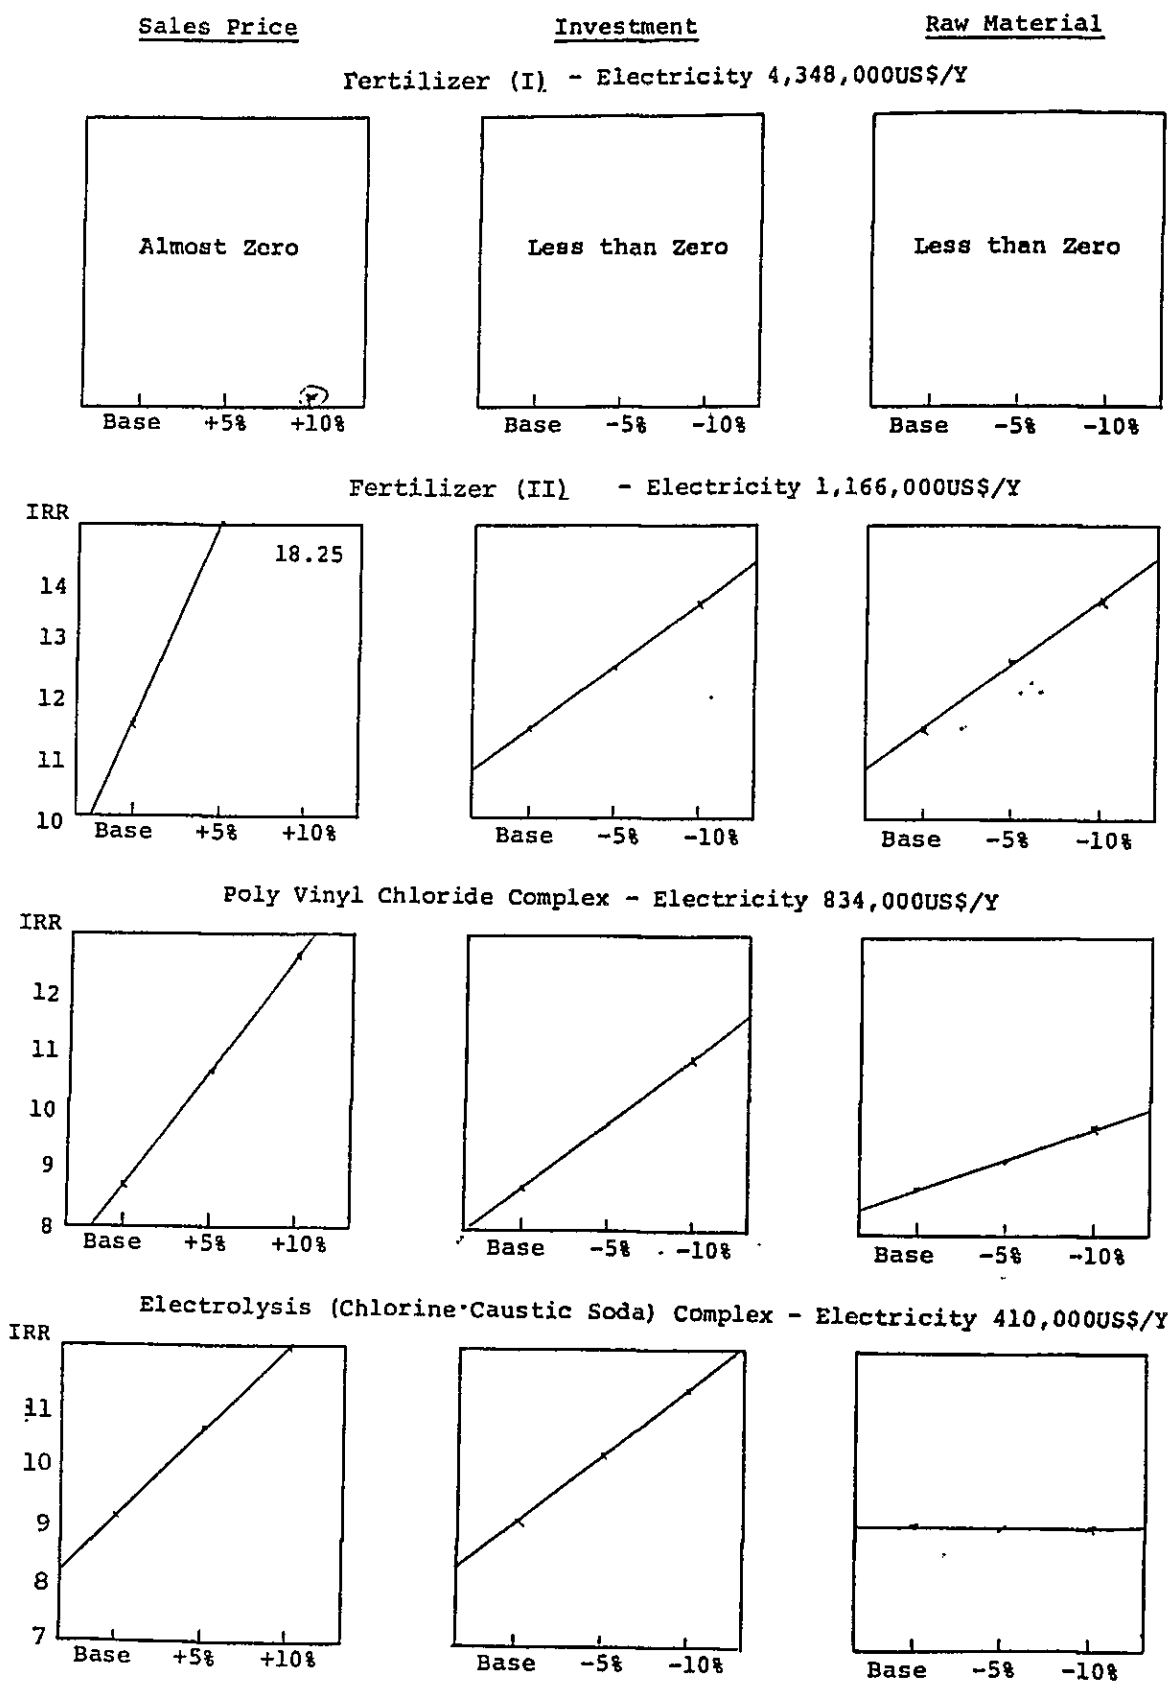 Sales Price Investment Raw Material
Fertilizer (I) - Electricity 4,348,000US$/Y
Almost Zero Less than Zero Less than Zero
Base +5% +10% Base -5% -10% Base -5% -10%
Fertilizer (II) - Electricity 1,166,000US$/Y
IRR
18.25
14
13
12
11
10
Base +5% +10% Base -5% -10% Base -5% -10%
Poly Vinyl Chloride Complex - Electricity 834,000US$/Y
IRR
12
11
10
9
8
Base +5% +10% Base -5% -10% Base -5% -10%
Electrolysis (Chlorine·Caustic Soda) Complex - Electricity 410,000US$/Y
IRR
11
10
9
8
7
Base +5% +10% Base -5% -10% Base -5% -10%